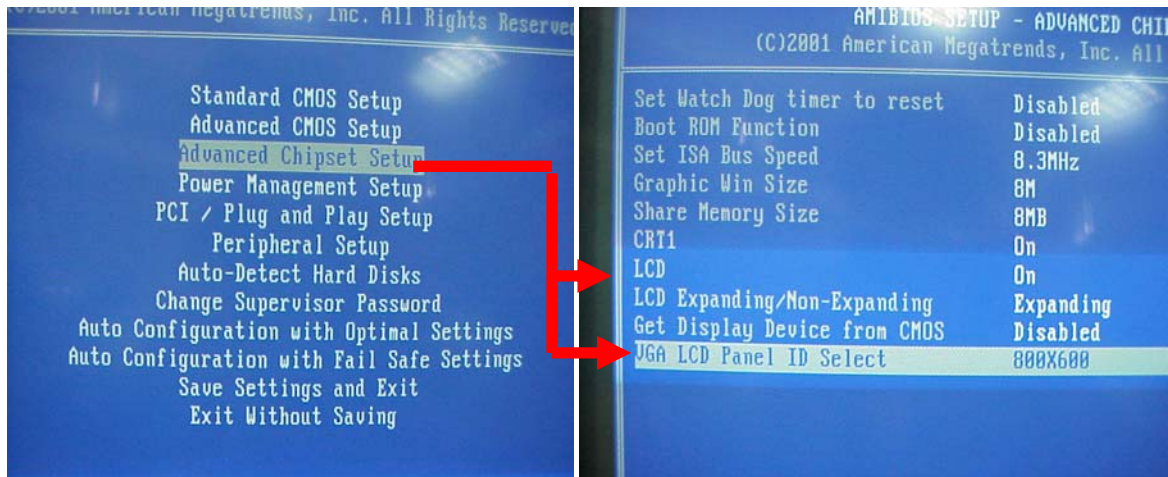 (C)2001 American Megatrends, Inc. All Rights Reserved
Standard CMOS Setup
Advanced CMOS Setup
Advanced Chipset Setup
Power Management Setup
PCI / Plug and Play Setup
Peripheral Setup
Auto-Detect Hard Disks
Change Supervisor Password
Auto Configuration with Optimal Settings
Auto Configuration with Fail Safe Settings
Save Settings and Exit
Exit Without Saving
AMIBIOS SETUP - ADVANCED CHI
(C)2001 American Megatrends, Inc. All
Set Watch Dog timer to reset Disabled
Boot ROM Function Disabled
Set ISA Bus Speed 8.3MHz
Graphic Win Size 8M
Share Memory Size 8MB
CRT1 On
LCD On
LCD Expanding/Non-Expanding Expanding
Get Display Device from CMOS Disabled
VGA LCD Panel ID Select 800X600